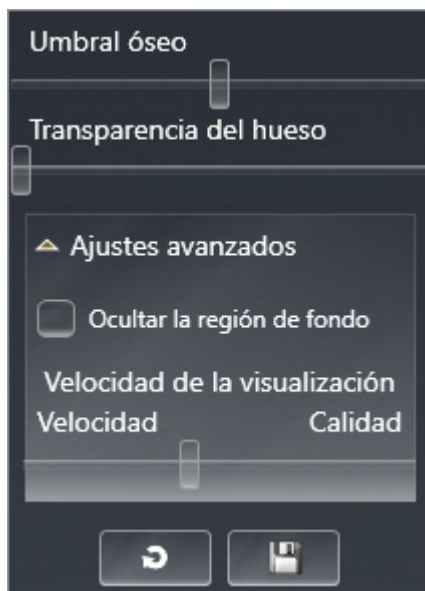 Umbral óseo
Transparencia del hueso
Ajustes avanzados
Ocultar la región de fondo
Velocidad de la visualización
Velocidad Calidad